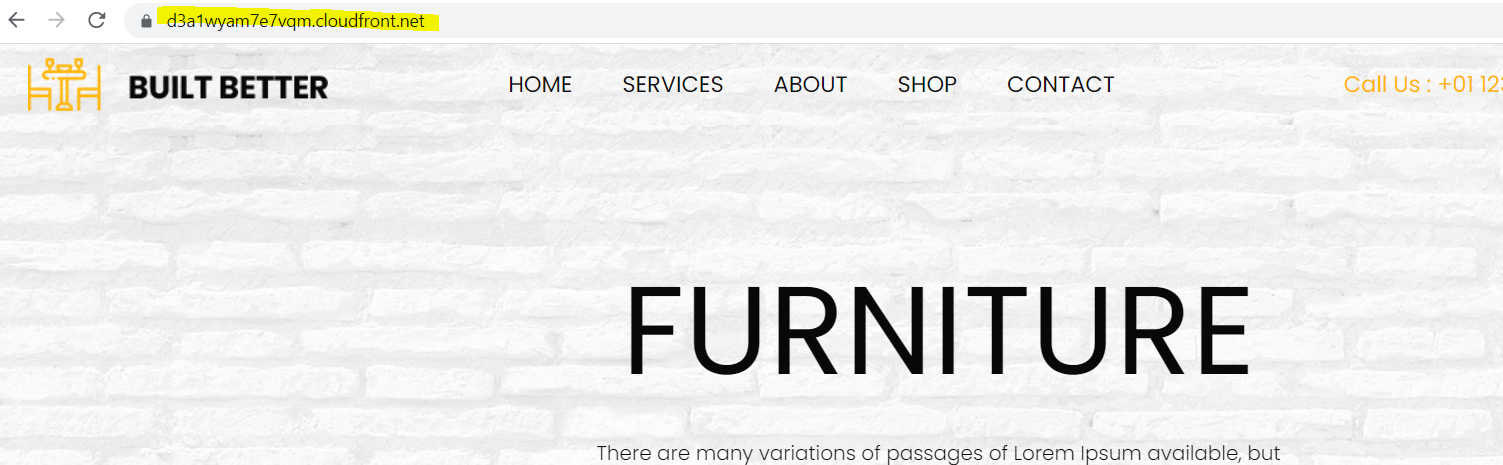 d3a1wyam7e7vqm.cloudfront.net
BUILT BETTER HOME SERVICES ABOUT SHOP CONTACT Call Us : +01 123
FURNITURE
There are many variations of passages of Lorem Ipsum available, but